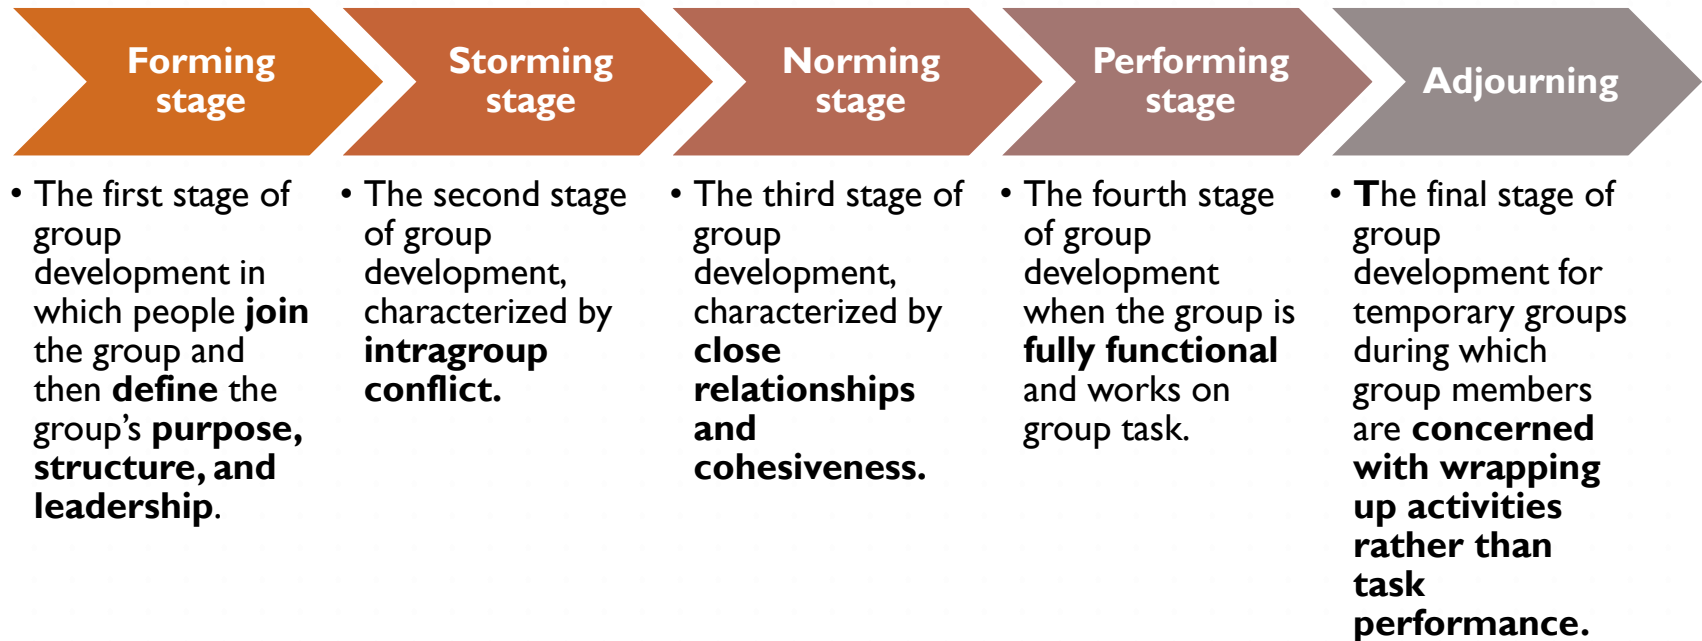 Forming
stage
Storming
stage
Norming
stage
Performing
stage
Adjourning
• The first stage of
group
development in
which people join
the group and
then define the
group’s purpose,
structure, and
leadership.
• The second stage
of group
development,
characterized by
intragroup
conflict.
• The third stage of
group
development,
characterized by
close
relationships
and
cohesiveness.
• The fourth stage
of group
development
when the group is
fully functional
and works on
group task.
• The final stage of
group
development for
temporary groups
during which
group members
are concerned
with wrapping
up activities
rather than
task
performance.